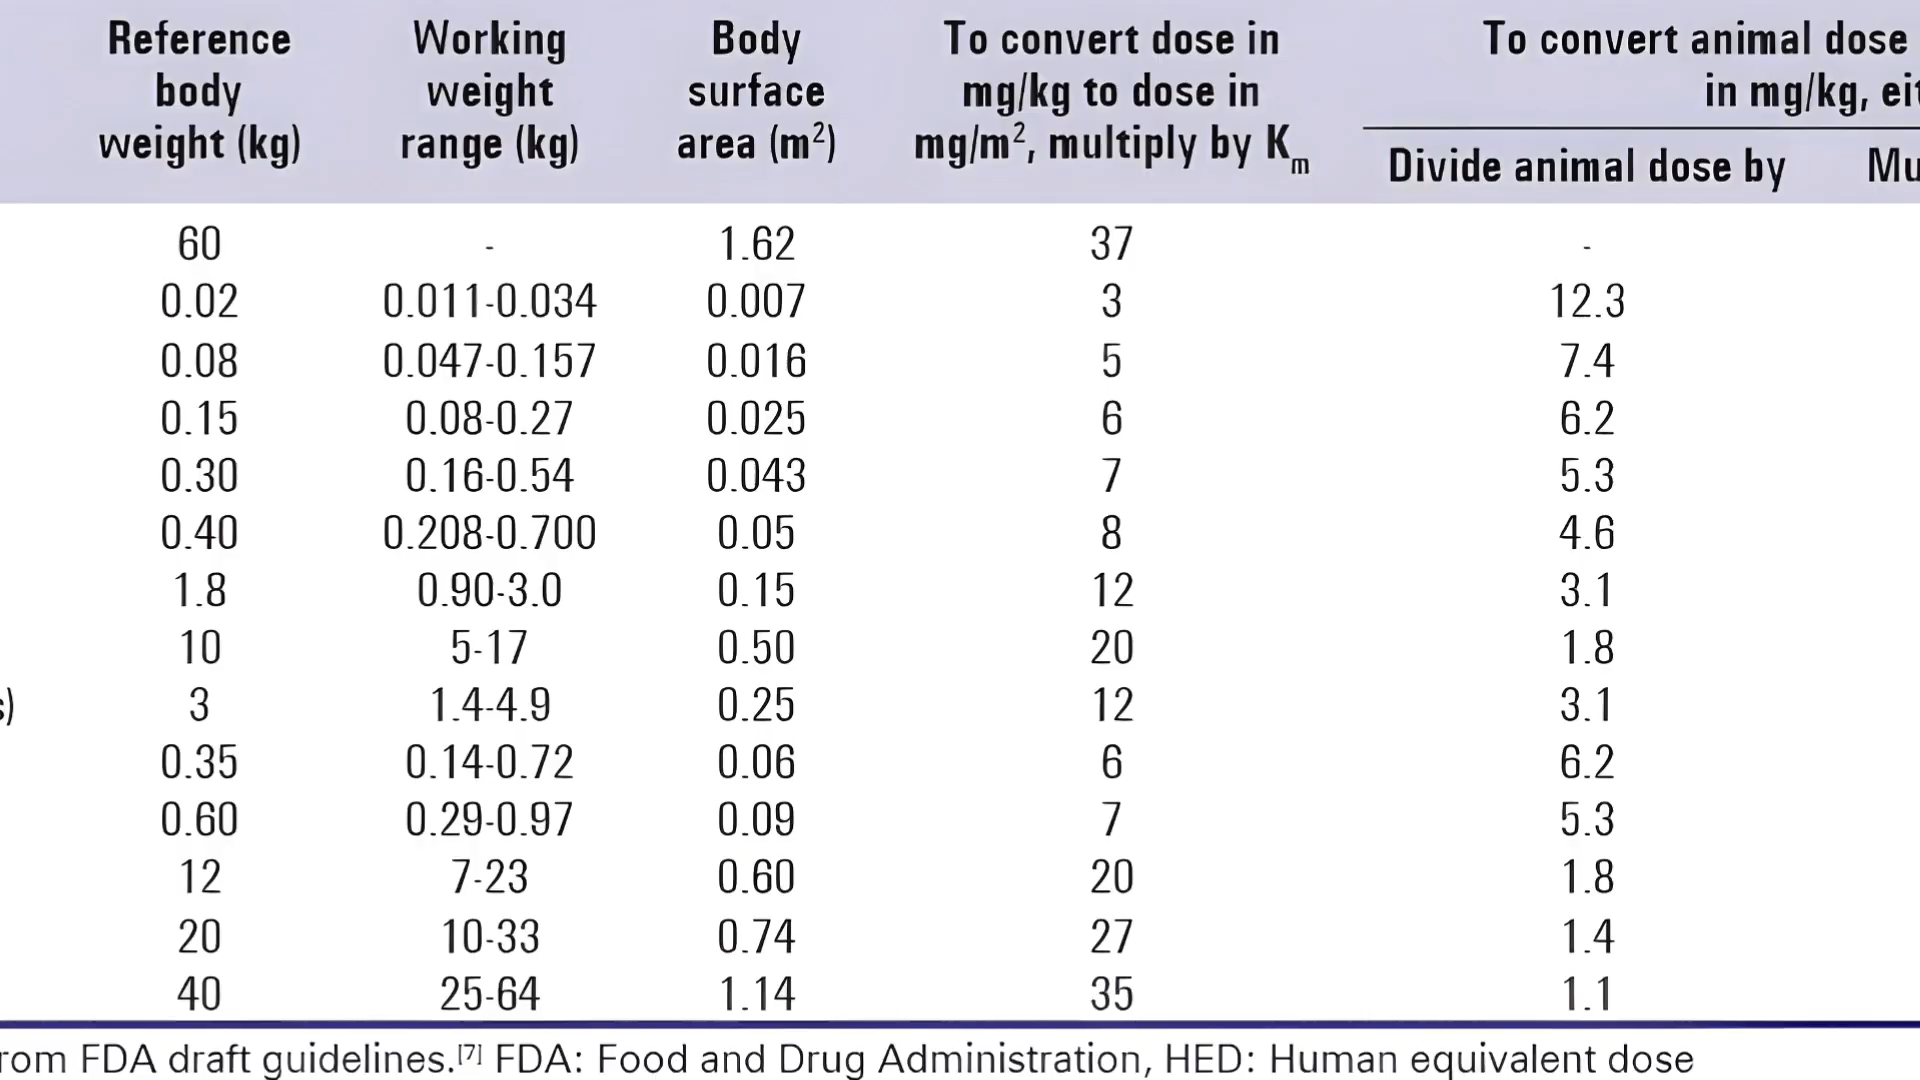 Reference body weight (kg) Working weight range (kg) Body surface area (m²) To convert dose in mg/kg to dose in mg/m², multiply by Km To convert animal dose in mg/kg, eit
Divide animal dose by Mu
60 - 1.62 37 -
0.02 0.011-0.034 0.007 3 12.3
0.08 0.047-0.157 0.016 5 7.4
0.15 0.08-0.27 0.025 6 6.2
0.30 0.16-0.54 0.043 7 5.3
0.40 0.208-0.700 0.05 8 4.6
1.8 0.90-3.0 0.15 12 3.1
10 5-17 0.50 20 1.8
s) 3 1.4-4.9 0.25 12 3.1
0.35 0.14-0.72 0.06 6 6.2
0.60 0.29-0.97 0.09 7 5.3
12 7-23 0.60 20 1.8
20 10-33 0.74 27 1.4
40 25-64 1.14 35 1.1
rom FDA draft guidelines.[7] FDA: Food and Drug Administration, HED: Human equivalent dose